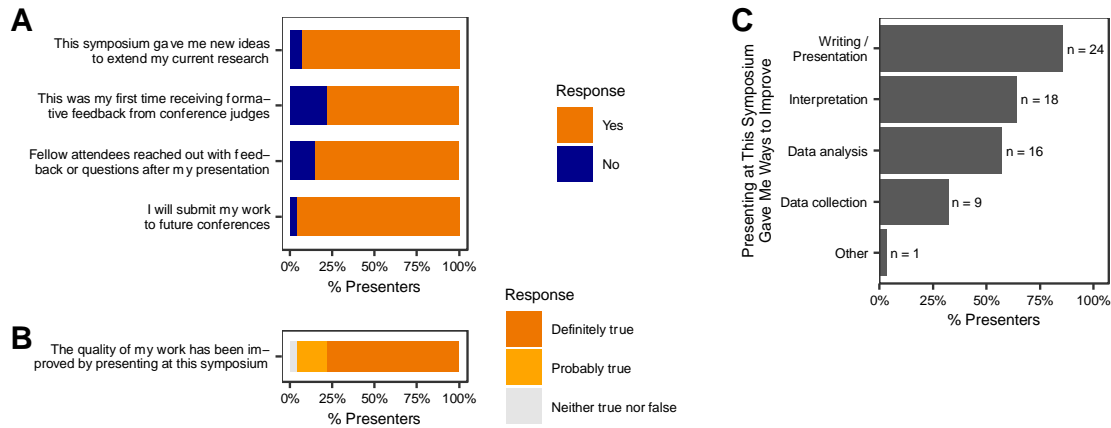 A
This symposium gave me new ideas
to extend my current research
This was my first time receiving forma–
tive feedback from conference judges
Fellow attendees reached out with feed–
back or questions after my presentation
I will submit my work
to future conferences
0% 25% 50% 75% 100%
% Presenters
Response
Yes
No
B
The quality of my work has been im–
proved by presenting at this symposium
0% 25% 50% 75% 100%
% Presenters
Response
Definitely true
Probably true
Neither true nor false
C
Presenting at This Symposium
Gave Me Ways to Improve
Writing /
Presentation
n = 24
Interpretation
n = 18
Data analysis
n = 16
Data collection
n = 9
Other
n = 1
0% 25% 50% 75% 100%
% Presenters